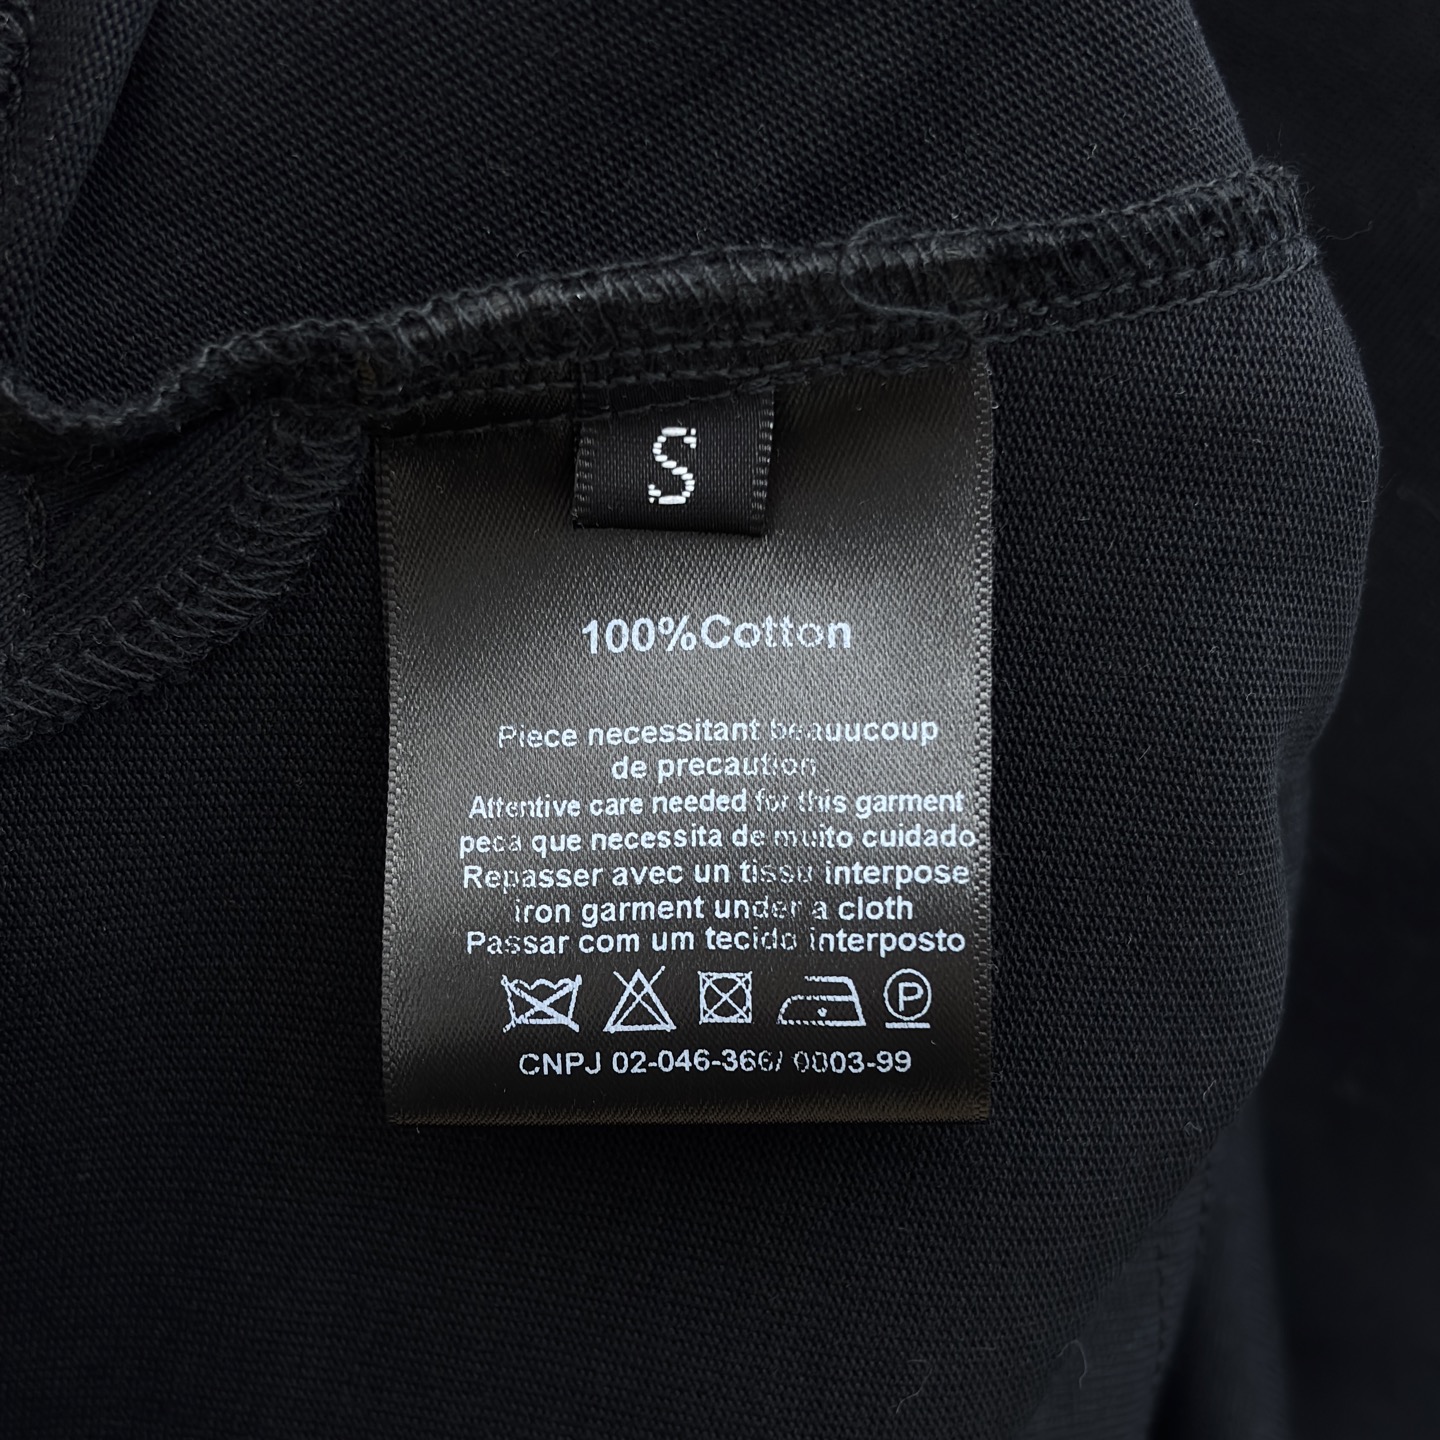 S
100%Cotton
Piece necessitant beauucoup
de precaution
Attentive care needed for this garment
peca que necessita de muito cuidado
Repasser avec un tissu interpose
iron garment under a cloth
Passar com um tecido interposto
P
CNPJ 02-046-366/ 0003-99